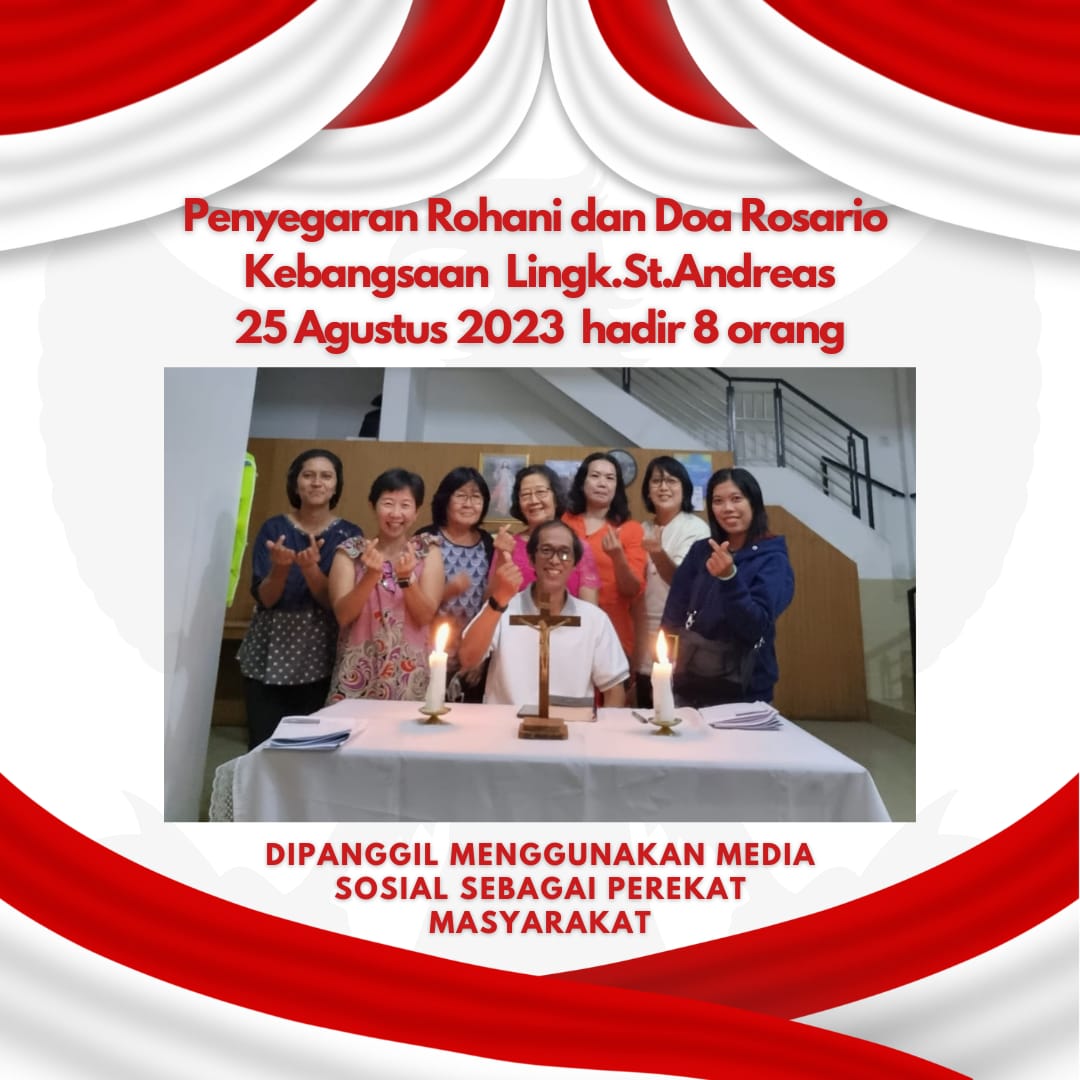 Penyegaran Rohani dan Doa Rosario
Kebangsaan Lingk.St.Andreas
25 Agustus 2023 hadir 8 orang
DIPANGGIL MENGGUNAKAN MEDIA
SOSIAL SEBAGAI PEREKAT
MASYARAKAT